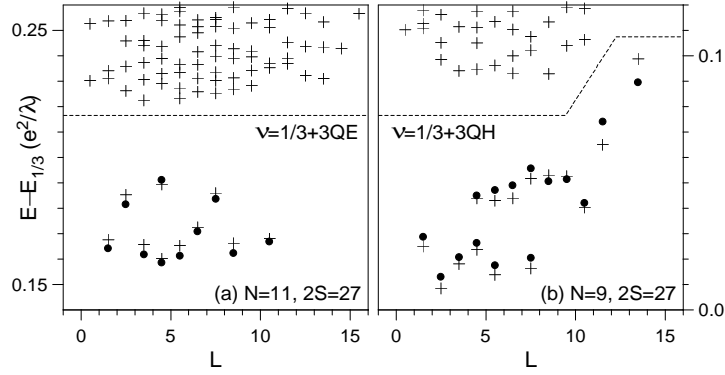 0.25
0.15
E−E1/3 (e²/λ)
ν=1/3+3QE
(a) N=11, 2S=27
0 5 10 15
L
ν=1/3+3QH
(b) N=9, 2S=27
0 5 10 15
L
0.1
0.0